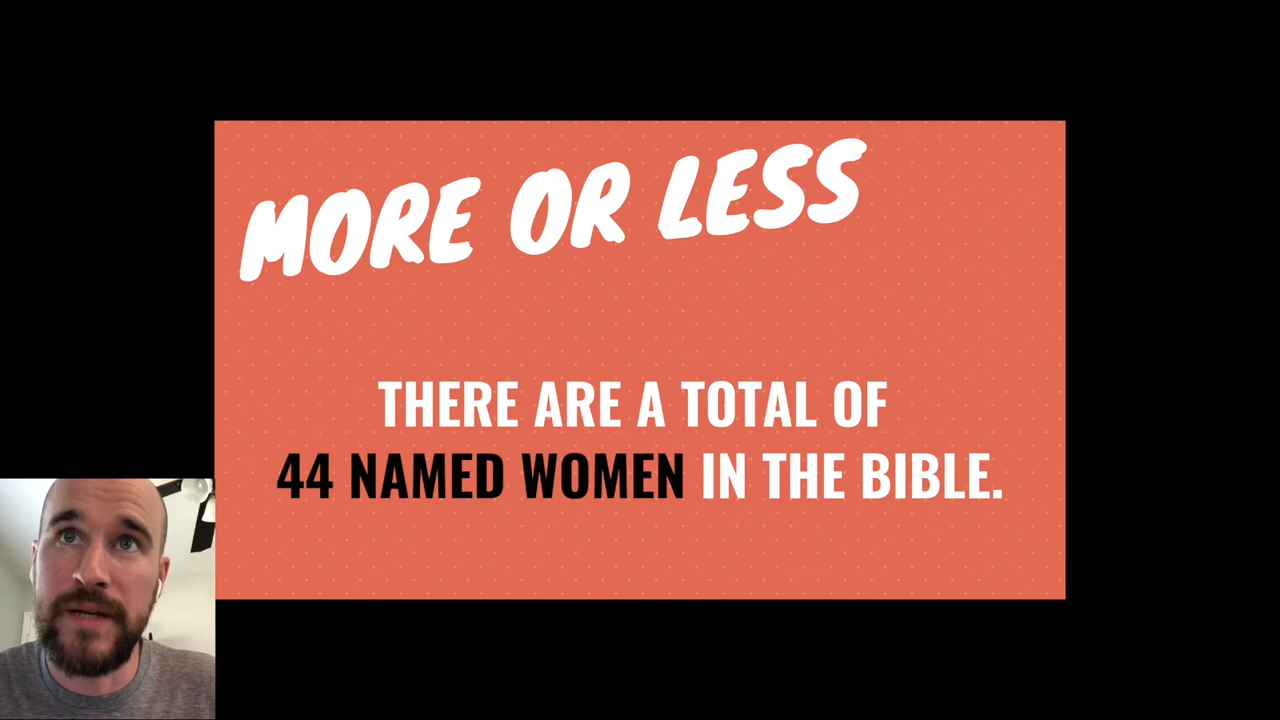 MORE OR LESS
THERE ARE A TOTAL OF
44 NAMED WOMEN IN THE BIBLE.